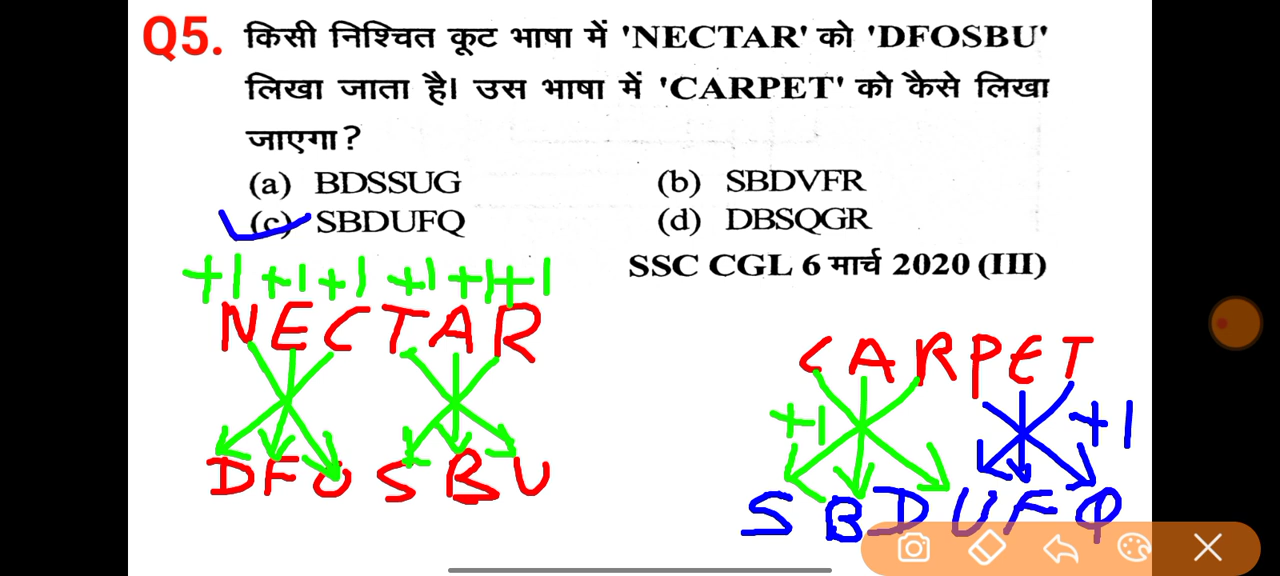 Q5. किसी निश्चित कूट भाषा में 'NECTAR' को 'DFOSBU'
लिखा जाता है। उस भाषा में 'CARPET' को कैसे लिखा
जाएगा?
(a) BDSSUG (b) SBDVFR
(c) SBDUFQ (d) DBSQGR
SSC CGL 6 मार्च 2020 (III)
+1 +1 +1 +1 +1 +1
NECTAR
DFOSBU
CARPET
+1 +1
SBDUFQ